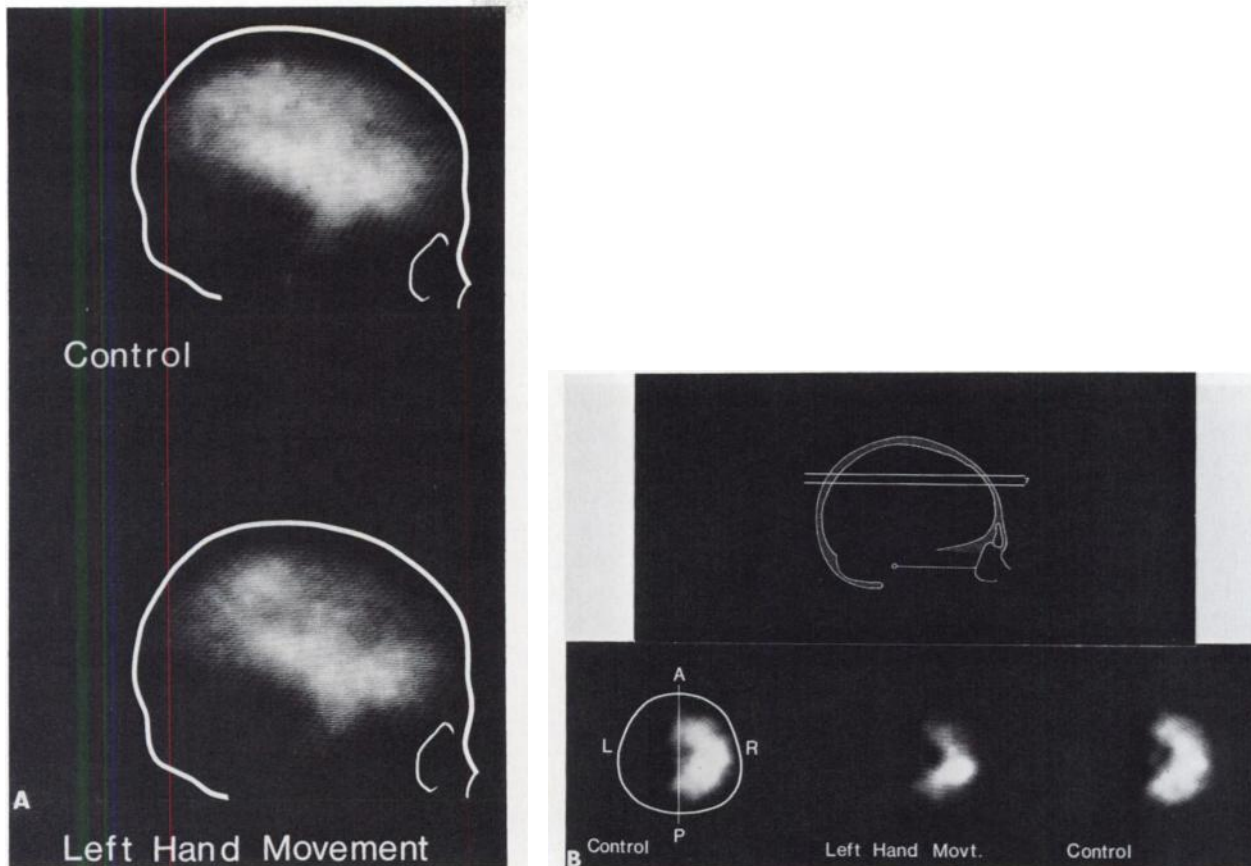 Control
A
Left Hand Movement
A
L
R
P
Control
B
Left Hand Movt.
Control